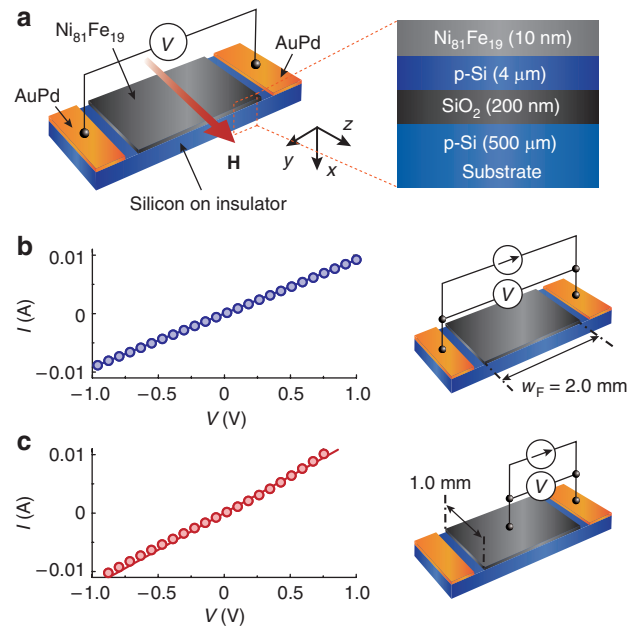 a
Ni81Fe19
V
AuPd
AuPd
H
z
y
x
Silicon on insulator
Ni81Fe19 (10 nm)
p-Si (4 μm)
SiO2 (200 nm)
p-Si (500 μm)
Substrate
b
I (A)
0.01
0
−0.01
−1.0 −0.5 0 0.5 1.0
V (V)
V
wF = 2.0 mm
c
I (A)
0.01
0
−0.01
−1.0 −0.5 0 0.5 1.0
V (V)
V
1.0 mm